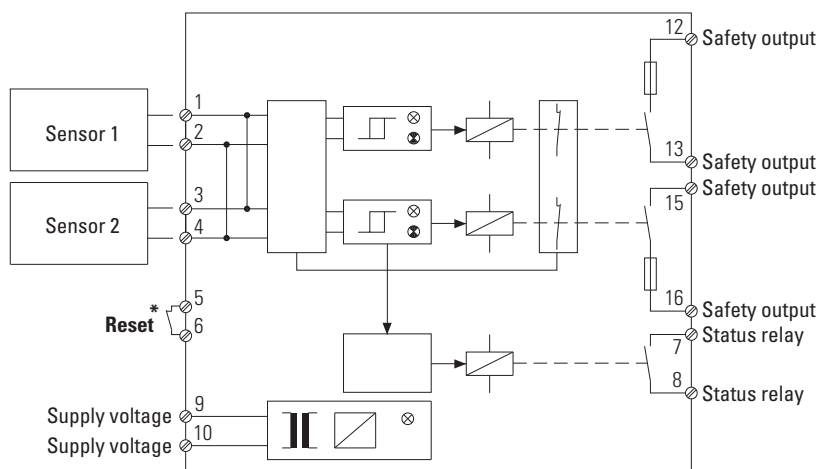 12
Safety output
1
Sensor 1
2
13
Safety output
3
Safety output
15
Sensor 2
4
5
*
Reset
6
16
Safety output
Status relay
7
8
Status relay
9
Supply voltage
10
Supply voltage